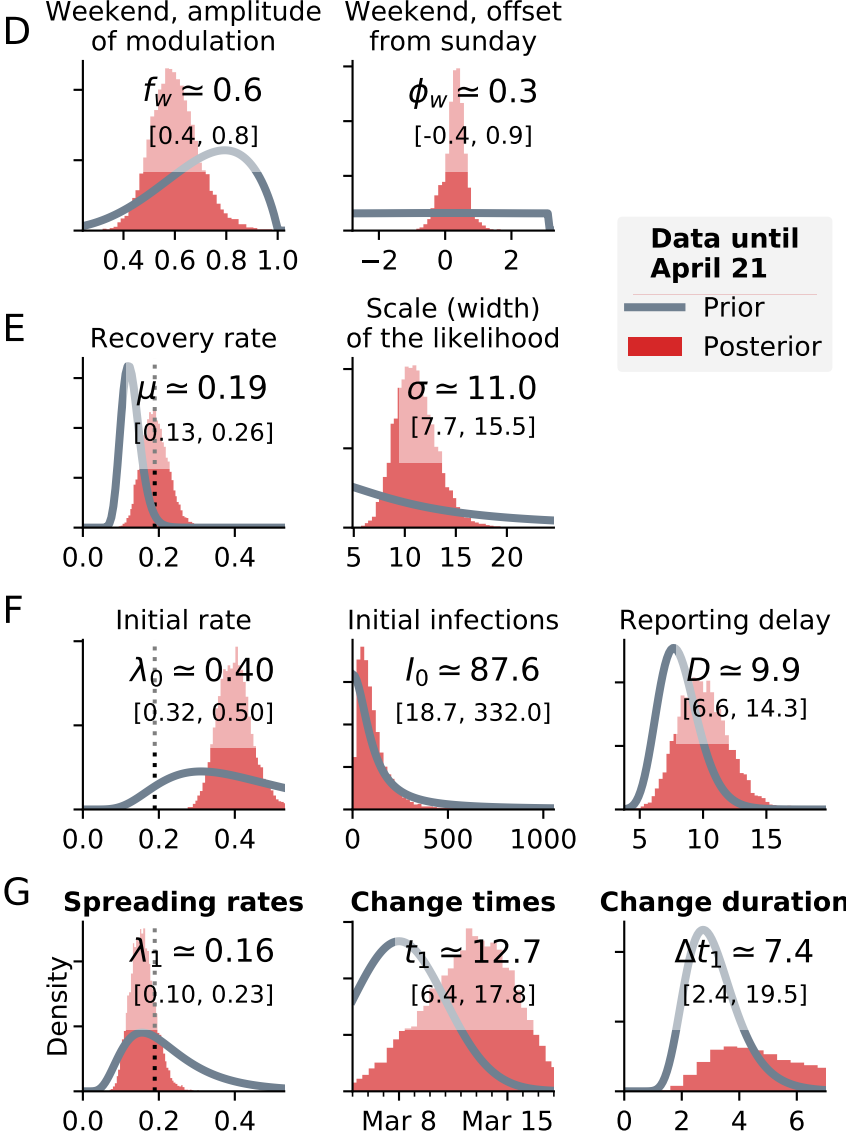 D
Weekend, amplitude
of modulation
Weekend, offset
from sunday
f_w ≃ 0.6
[0.4, 0.8]
ϕ_w ≃ 0.3
[-0.4, 0.9]
0.4 0.6 0.8 1.0
−2 0 2
Data until
April 21
Prior
Posterior
E
Recovery rate
Scale (width)
of the likelihood
μ ≃ 0.19
[0.13, 0.26]
σ ≃ 11.0
[7.7, 15.5]
0.0 0.2 0.4
5 10 15 20
F
Initial rate
Initial infections
Reporting delay
λ₀ ≃ 0.40
[0.32, 0.50]
I₀ ≃ 87.6
[18.7, 332.0]
D ≃ 9.9
[6.6, 14.3]
0.0 0.2 0.4
0 500 1000
5 10 15
G
Spreading rates
Change times
Change duration
Density
λ₁ ≃ 0.16
[0.10, 0.23]
t₁ ≃ 12.7
[6.4, 17.8]
Δt₁ ≃ 7.4
[2.4, 19.5]
0.0 0.2 0.4
Mar 8 Mar 15
0 2 4 6